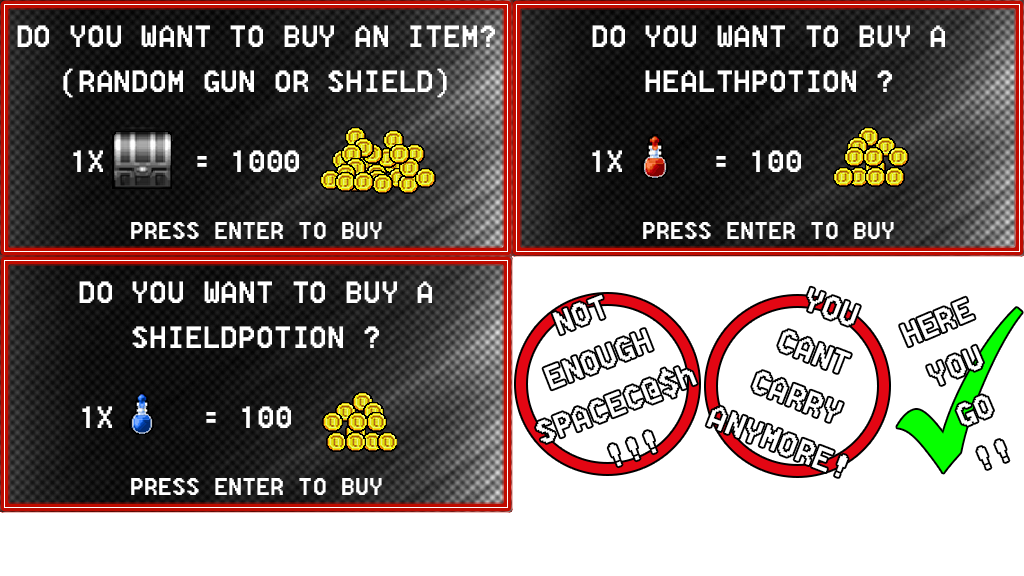 DO YOU WANT TO BUY AN ITEM?
(RANDOM GUN OR SHIELD)
1X = 1000
PRESS ENTER TO BUY
DO YOU WANT TO BUY A
HEALTHPOTION ?
1X = 100
PRESS ENTER TO BUY
DO YOU WANT TO BUY A
SHIELDPOTION ?
1X = 100
PRESS ENTER TO BUY
NOT
ENOUGH
SPACEC@$h
!!!
YOU
CANT
CARRY
ANYMORE!
HERE
YOU
GO
!!